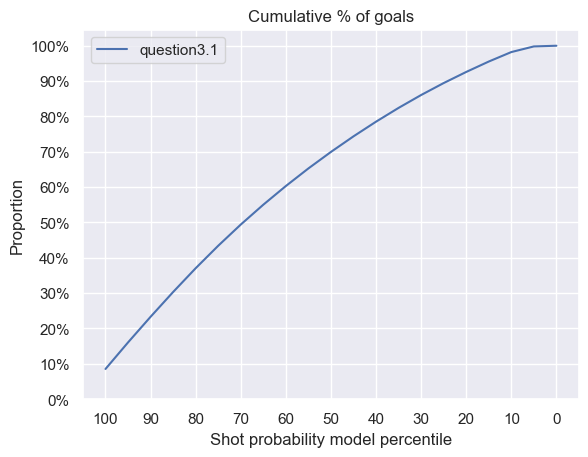 Cumulative % of goals
question3.1
100%
90%
80%
70%
60%
50%
40%
30%
20%
10%
0%
Proportion
100 90 80 70 60 50 40 30 20 10 0
Shot probability model percentile